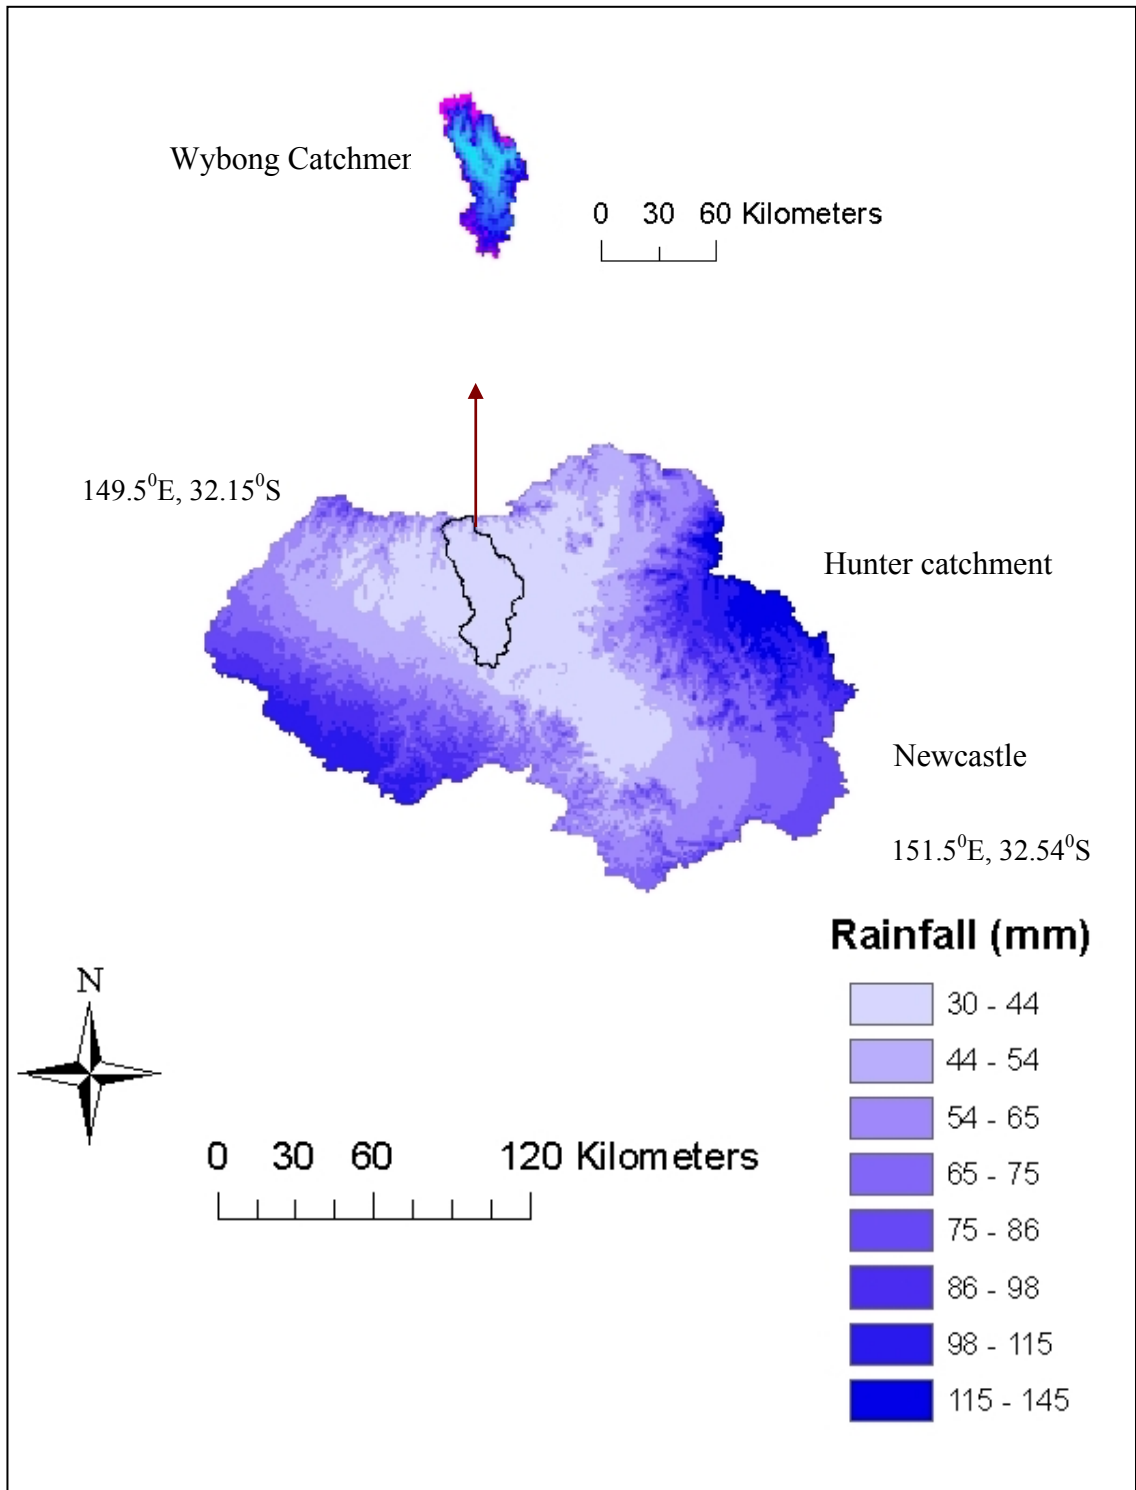 Wybong Catchmen
0 30 60 Kilometers
149.5⁰E, 32.15⁰S
Hunter catchment
Newcastle
151.5⁰E, 32.54⁰S
Rainfall (mm)
30 - 44
44 - 54
54 - 65
65 - 75
75 - 86
86 - 98
98 - 115
115 - 145
N
0 30 60 120 Kilometers